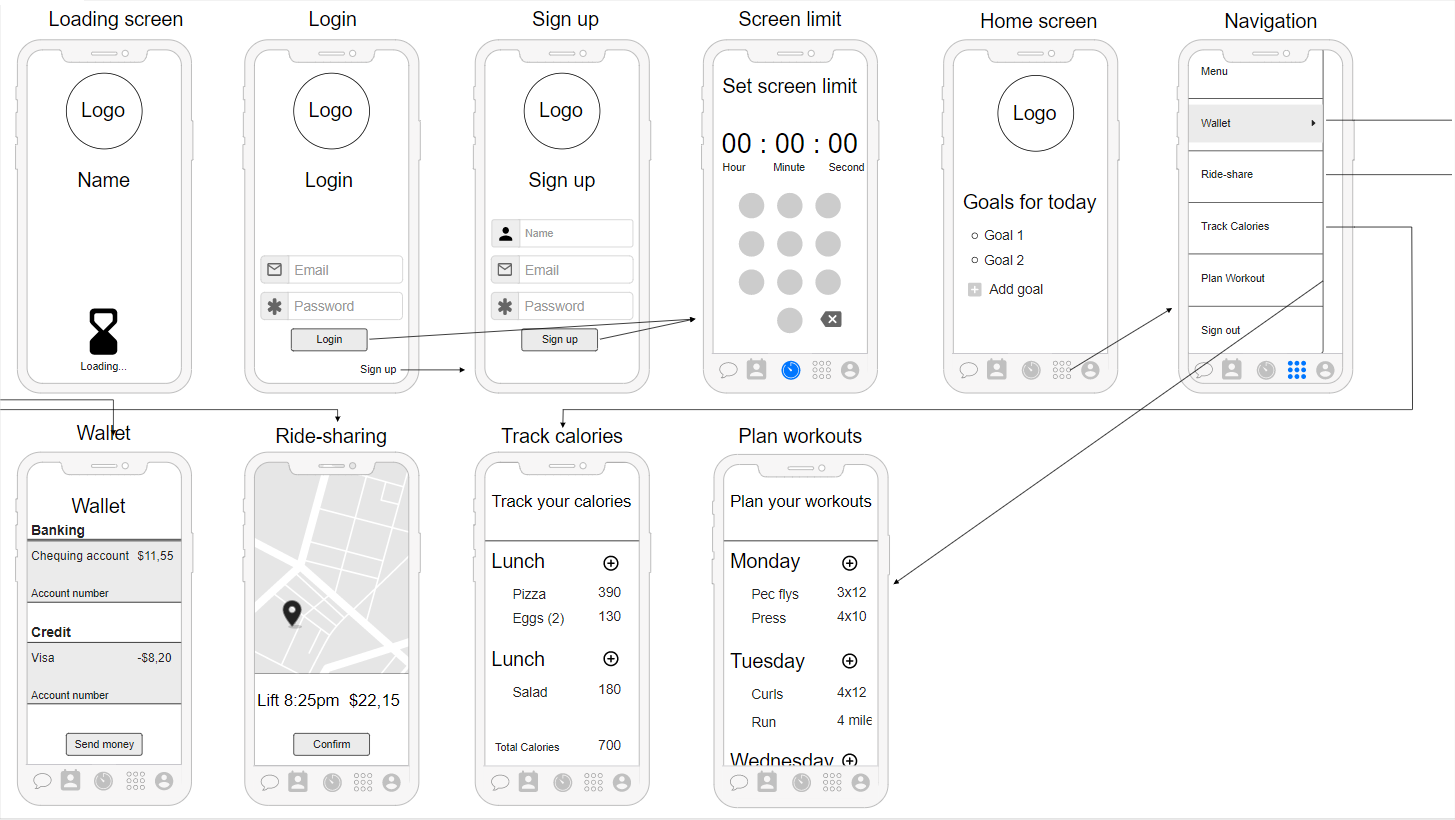 Loading screen
Logo
Name
Loading...
Login
Logo
Login
Email
Password
Login
Sign up
Sign up
Logo
Sign up
Name
Email
Password
Sign up
Screen limit
Set screen limit
00 : 00 : 00
Hour Minute Second
Home screen
Logo
Goals for today
Goal 1
Goal 2
Add goal
Navigation
Menu
Wallet
Ride-share
Track Calories
Plan Workout
Sign out
Wallet
Wallet
Banking
Chequing account $11,55
Account number
Credit
Visa -$8,20
Account number
Send money
Ride-sharing
Lift 8:25pm $22,15
Confirm
Track calories
Track your calories
Lunch
Pizza 390
Eggs (2) 130
Lunch
Salad 180
Total Calories 700
Plan workouts
Plan your workouts
Monday
Pec flys 3x12
Press 4x10
Tuesday
Curls 4x12
Run 4 mile
Wednesday